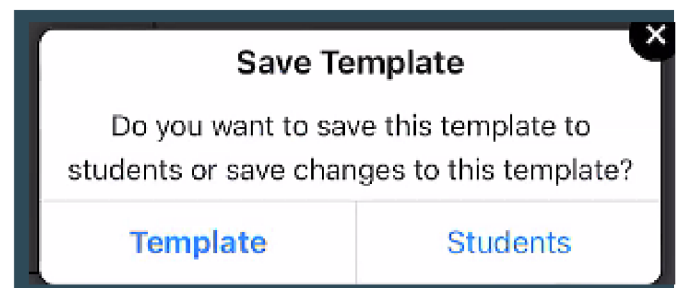 Save Template
Do you want to save this template to
students or save changes to this template?
Template
Students